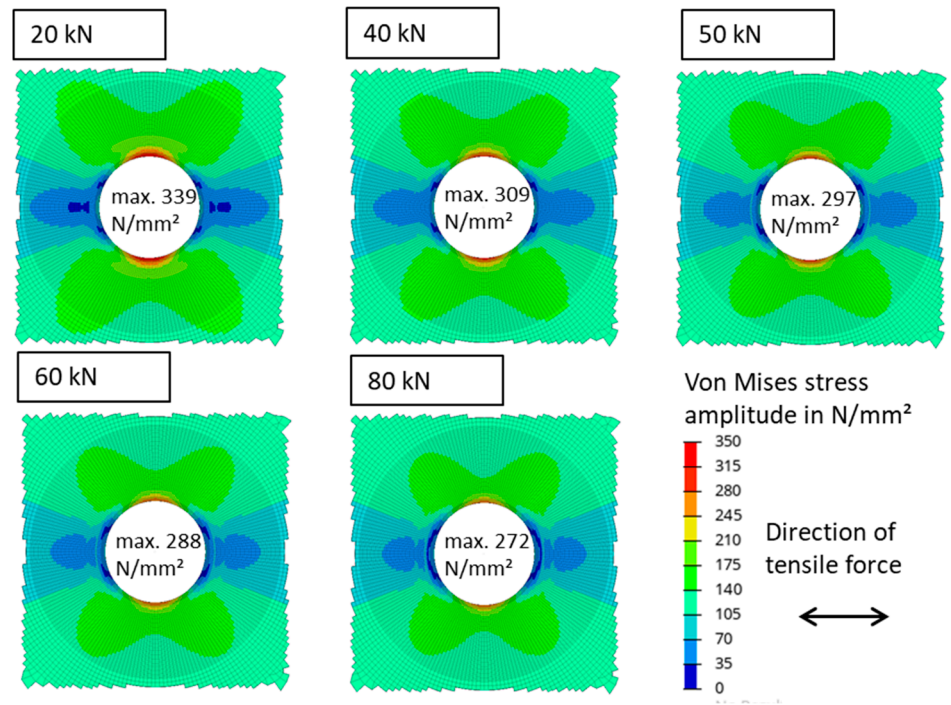 20 kN
40 kN
50 kN
max. 339
N/mm²
max. 309
N/mm²
max. 297
N/mm²
60 kN
80 kN
max. 288
N/mm²
max. 272
N/mm²
Von Mises stress
amplitude in N/mm²
350
315
280
245
210
175
140
105
70
35
0
Direction of
tensile force